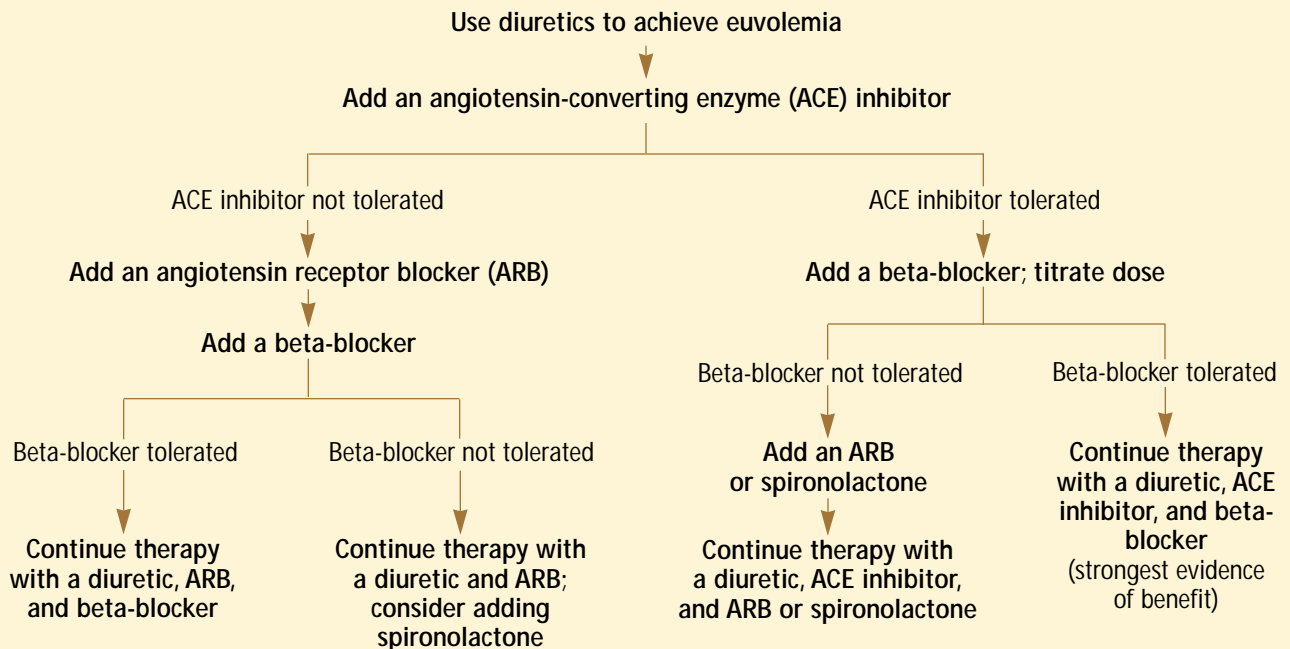 Use diuretics to achieve euvolemia
Add an angiotensin-converting enzyme (ACE) inhibitor
ACE inhibitor not tolerated
Add an angiotensin receptor blocker (ARB)
Add a beta-blocker
Beta-blocker tolerated
Continue therapy
with a diuretic, ARB,
and beta-blocker
Beta-blocker not tolerated
Continue therapy with
a diuretic and ARB;
consider adding
spironolactone
ACE inhibitor tolerated
Add a beta-blocker; titrate dose
Beta-blocker not tolerated
Add an ARB
or spironolactone
Continue therapy with
a diuretic, ACE inhibitor,
and ARB or spironolactone
Beta-blocker tolerated
Continue therapy
with a diuretic, ACE
inhibitor, and beta-
blocker
(strongest evidence
of benefit)